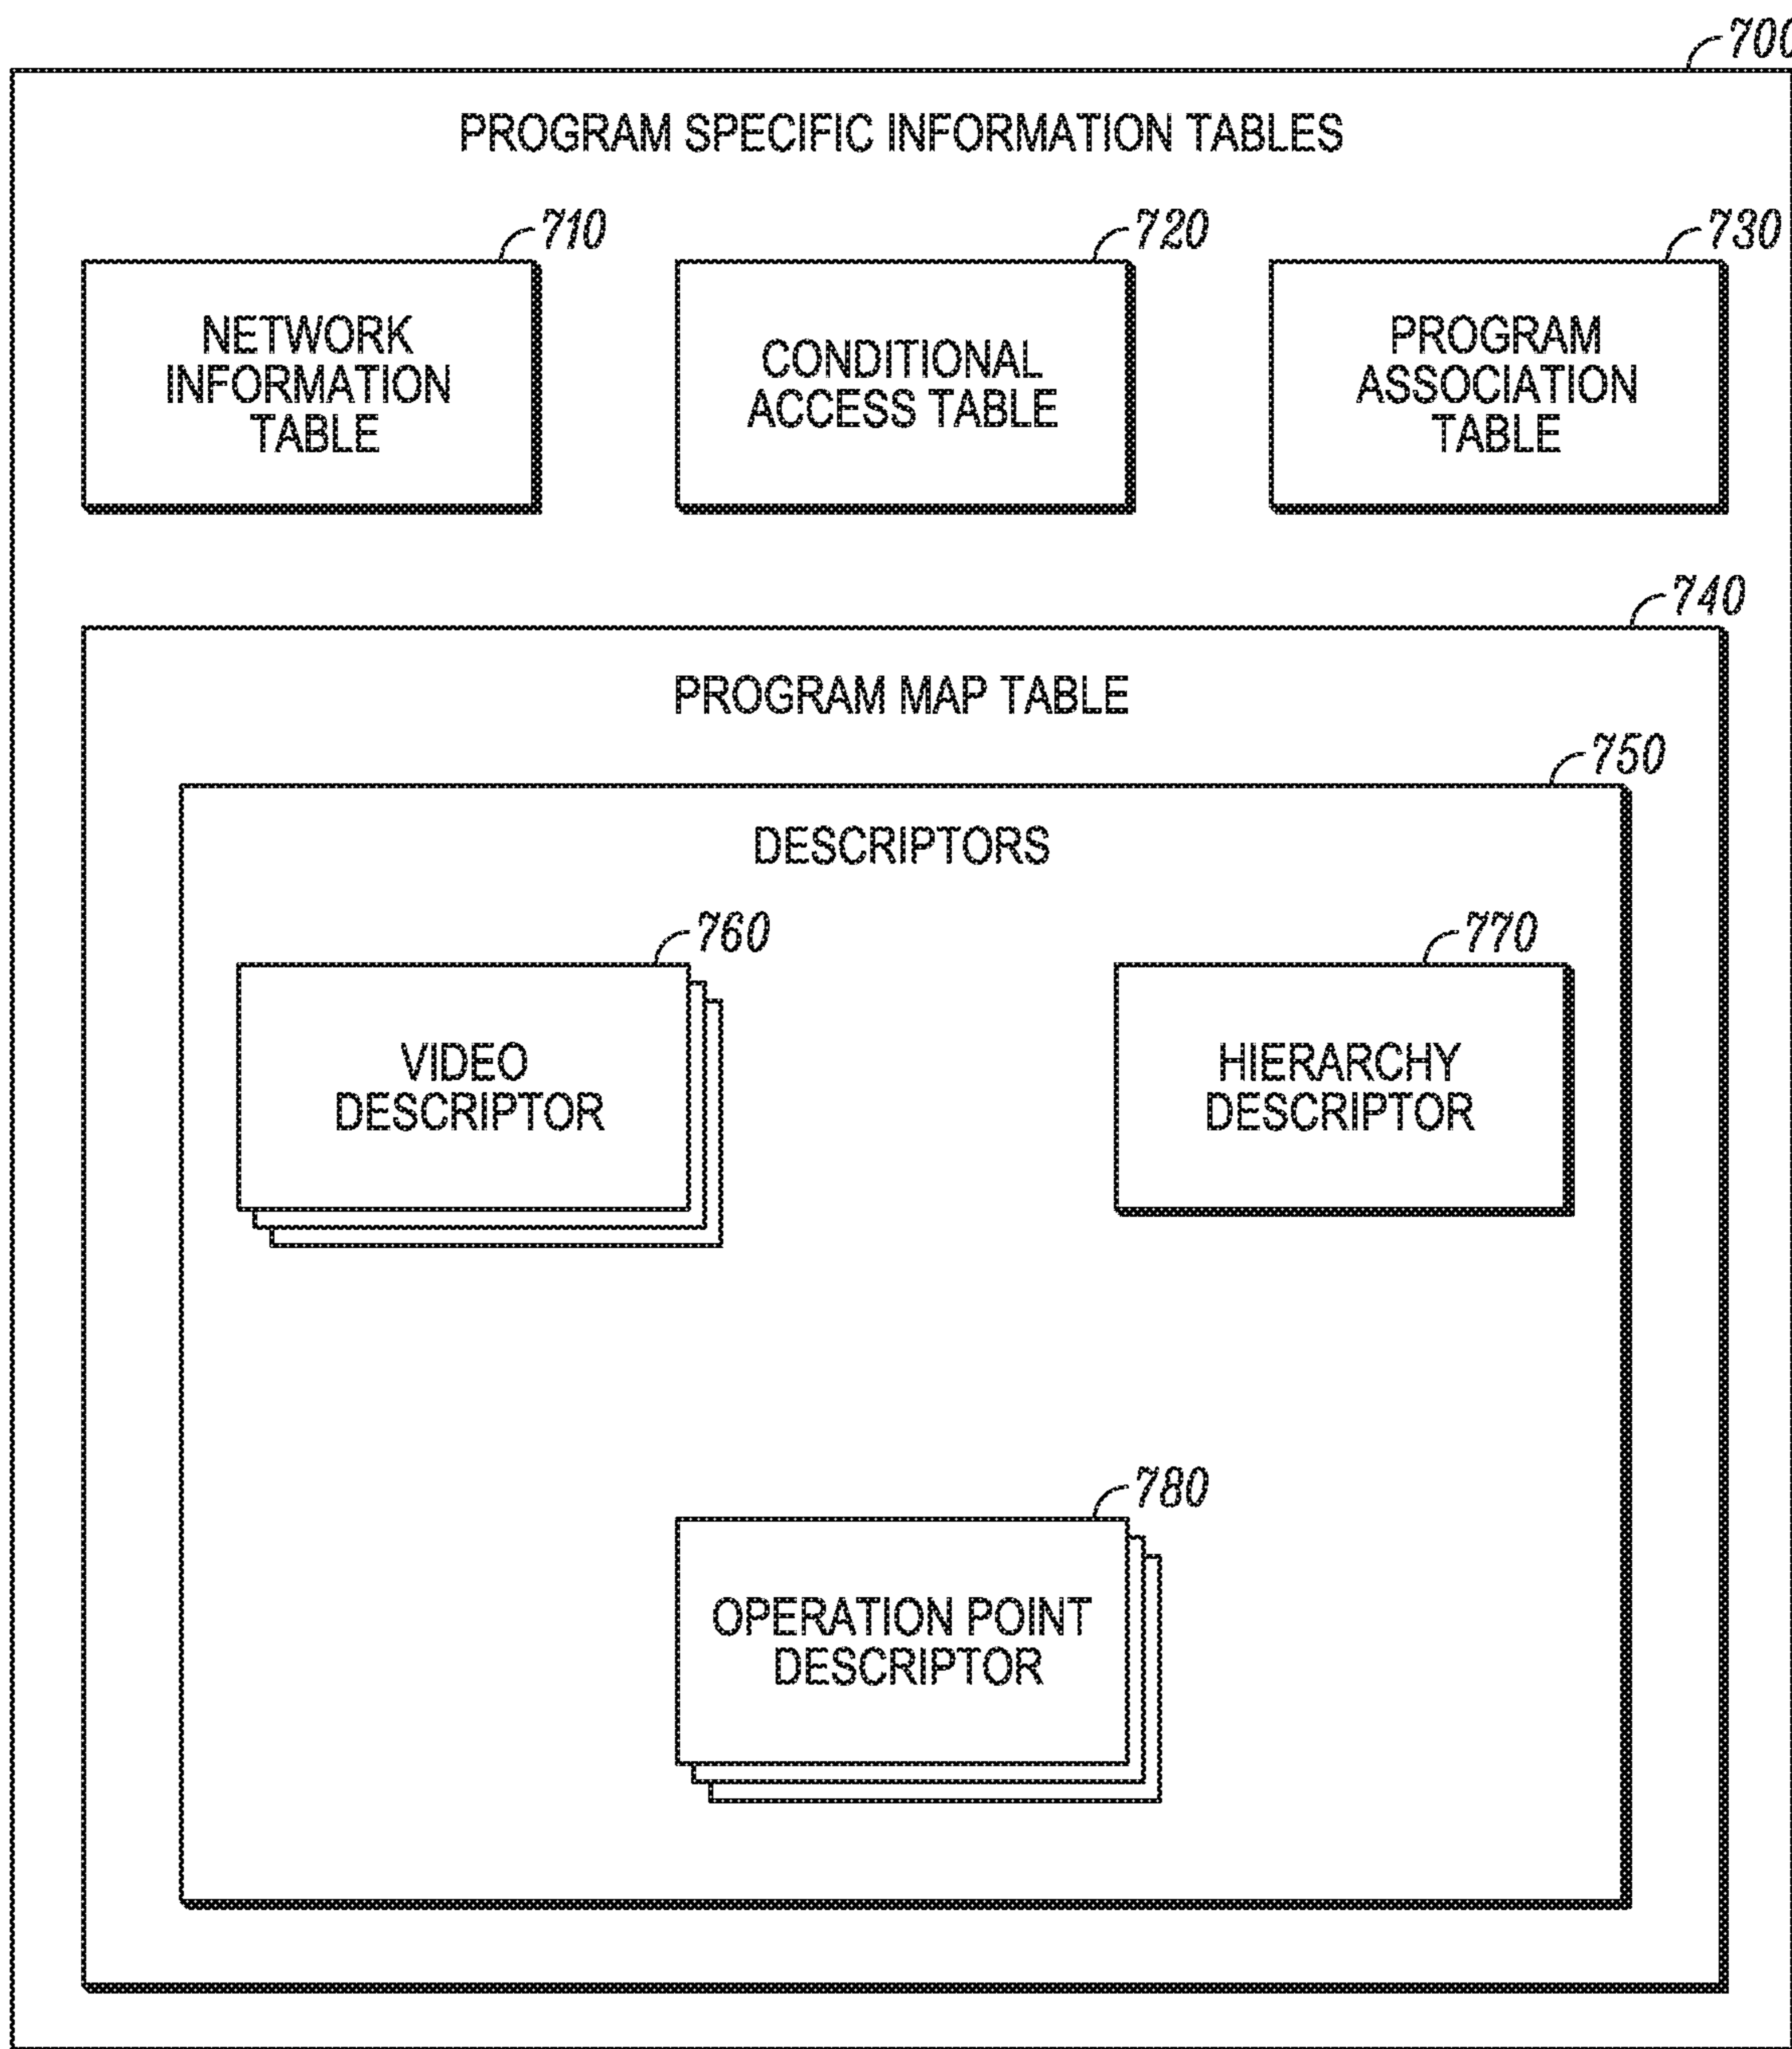 700
PROGRAM SPECIFIC INFORMATION TABLES
710
720
730
NETWORK
INFORMATION
TABLE
CONDITIONAL
ACCESS TABLE
PROGRAM
ASSOCIATION
TABLE
740
PROGRAM MAP TABLE
750
DESCRIPTORS
760
770
VIDEO
DESCRIPTOR
HIERARCHY
DESCRIPTOR
780
OPERATION POINT
DESCRIPTOR